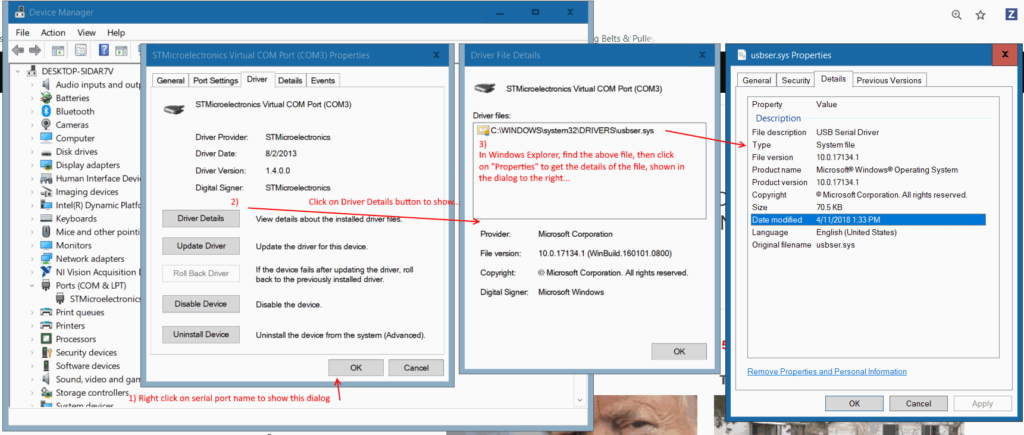 Device Manager
File Action View Help
DESKTOP-SIDAR7V
Audio inputs and outp
Batteries
Bluetooth
Cameras
Computer
Disk drives
Display adapters
Human Interface Devic
Imaging devices
Intel(R) Dynamic Platfo
Keyboards
Mice and other pointi
Monitors
Network adapters
NI Vision Acquisition D
Ports (COM & LPT)
STMicroelectronics
Print queues
Printers
Processors
Security devices
Software devices
Sound, video and gam
Storage controllers
System devices
STMicroelectronics Virtual COM Port (COM3) Properties
General Port Settings Driver Details Events
STMicroelectronics Virtual COM Port (COM3)
Driver Provider: STMicroelectronics
Driver Date: 8/2/2013
Driver Version: 1.4.0.0
Digital Signer: STMicroelectronics
2) Click on Driver Details button to show...
Driver Details View details about the installed driver files.
Update Driver Update the driver for this device.
Roll Back Driver If the device fails after updating the driver, roll
back to the previously installed driver.
Disable Device Disable the device.
Uninstall Device Uninstall the device from the system (Advanced).
OK Cancel
1) Right click on serial port name to show this dialog
Driver File Details
STMicroelectronics Virtual COM Port (COM3)
Driver files:
C:\WINDOWS\system32\DRIVERS\usbser.sys
3)
In Windows Explorer, find the above file, then click
on "Properties" to get the details of the file, shown in
the dialog to the right...
Provider: Microsoft Corporation
File version: 10.0.17134.1 (WinBuild.160101.0800)
Copyright: © Microsoft Corporation. All rights reserved.
Digital Signer: Microsoft Windows
OK
ng Belts & Pulley
Z
usbser.sys Properties
General Security Details Previous Versions
Property Value
Description
File description USB Serial Driver
Type System file
File version 10.0.17134.1
Product name Microsoft® Windows® Operating System
Product version 10.0.17134.1
Copyright © Microsoft Corporation. All rights reserved.
Size 70.5 KB
Date modified 4/11/2018 1:33 PM
Language English (United States)
Original filename usbser.sys
Remove Properties and Personal Information
OK Cancel Apply